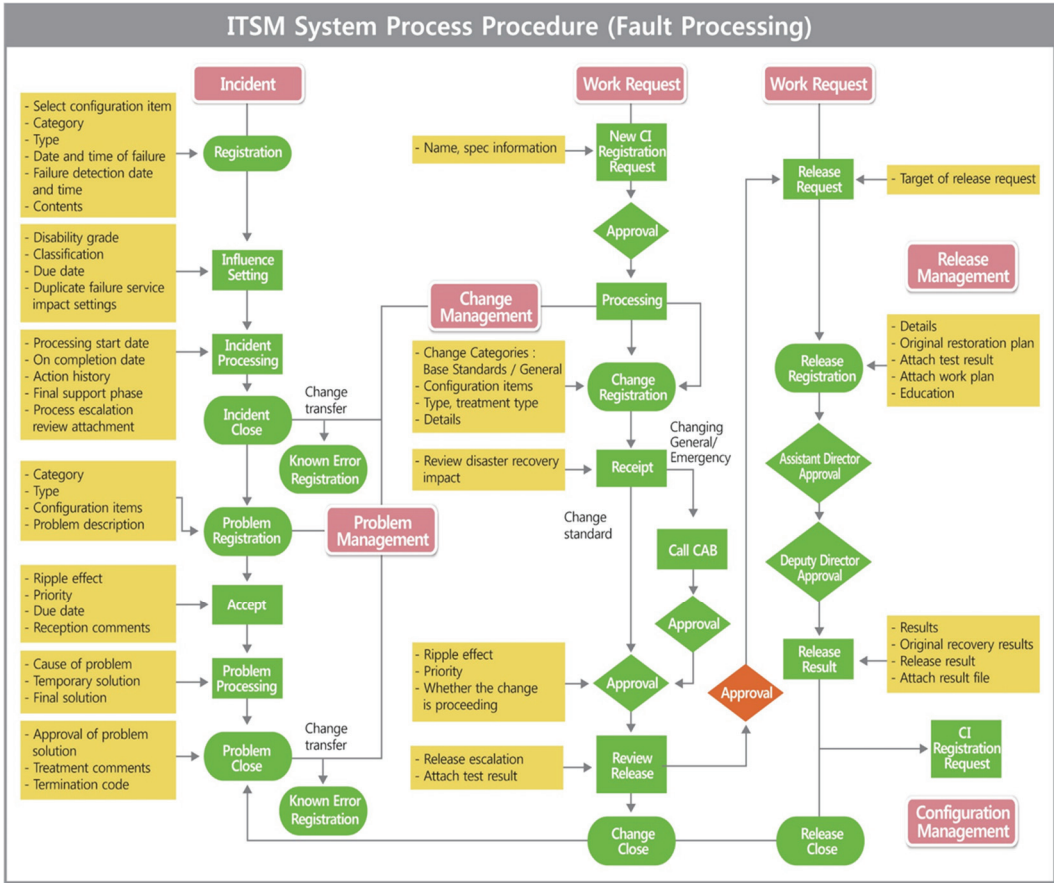 ITSM System Process Procedure (Fault Processing)
Incident
- Select configuration item
- Category
- Type
- Date and time of failure
- Failure detection date
and time
- Contents
Registration
- Disability grade
- Classification
- Due date
- Duplicate failure service
impact settings
Influence
Setting
- Processing start date
- On completion date
- Action history
- Final support phase
- Process escalation
review attachment
Incident
Processing
Incident
Close
Change
transfer
Known Error
Registration
- Category
- Type
- Configuration items
- Problem description
Problem
Registration
Problem
Management
- Ripple effect
- Priority
- Due date
- Reception comments
Accept
- Cause of problem
- Temporary solution
- Final solution
Problem
Processing
- Approval of problem
solution
- Treatment comments
- Termination code
Problem
Close
Change
transfer
Known Error
Registration
Work Request
- Name, spec information
New CI
Registration
Request
Approval
Change
Management
Processing
- Change Categories :
Base Standards / General
- Configuration items
- Type, treatment type
- Details
Change
Registration
Changing
General/
Emergency
- Review disaster recovery
impact
Receipt
Change
standard
Call CAB
Approval
- Ripple effect
- Priority
- Whether the change
is proceeding
Approval
Approval
- Release escalation
- Attach test result
Review
Release
Change
Close
Work Request
Release
Request
- Target of release request
Release
Management
- Details
- Original restoration plan
- Attach test result
- Attach work plan
- Education
Release
Registration
Assistant Director
Approval
Deputy Director
Approval
Release
Result
- Results
- Original recovery results
- Release result
- Attach result file
CI
Registration
Request
Configuration
Management
Release
Close